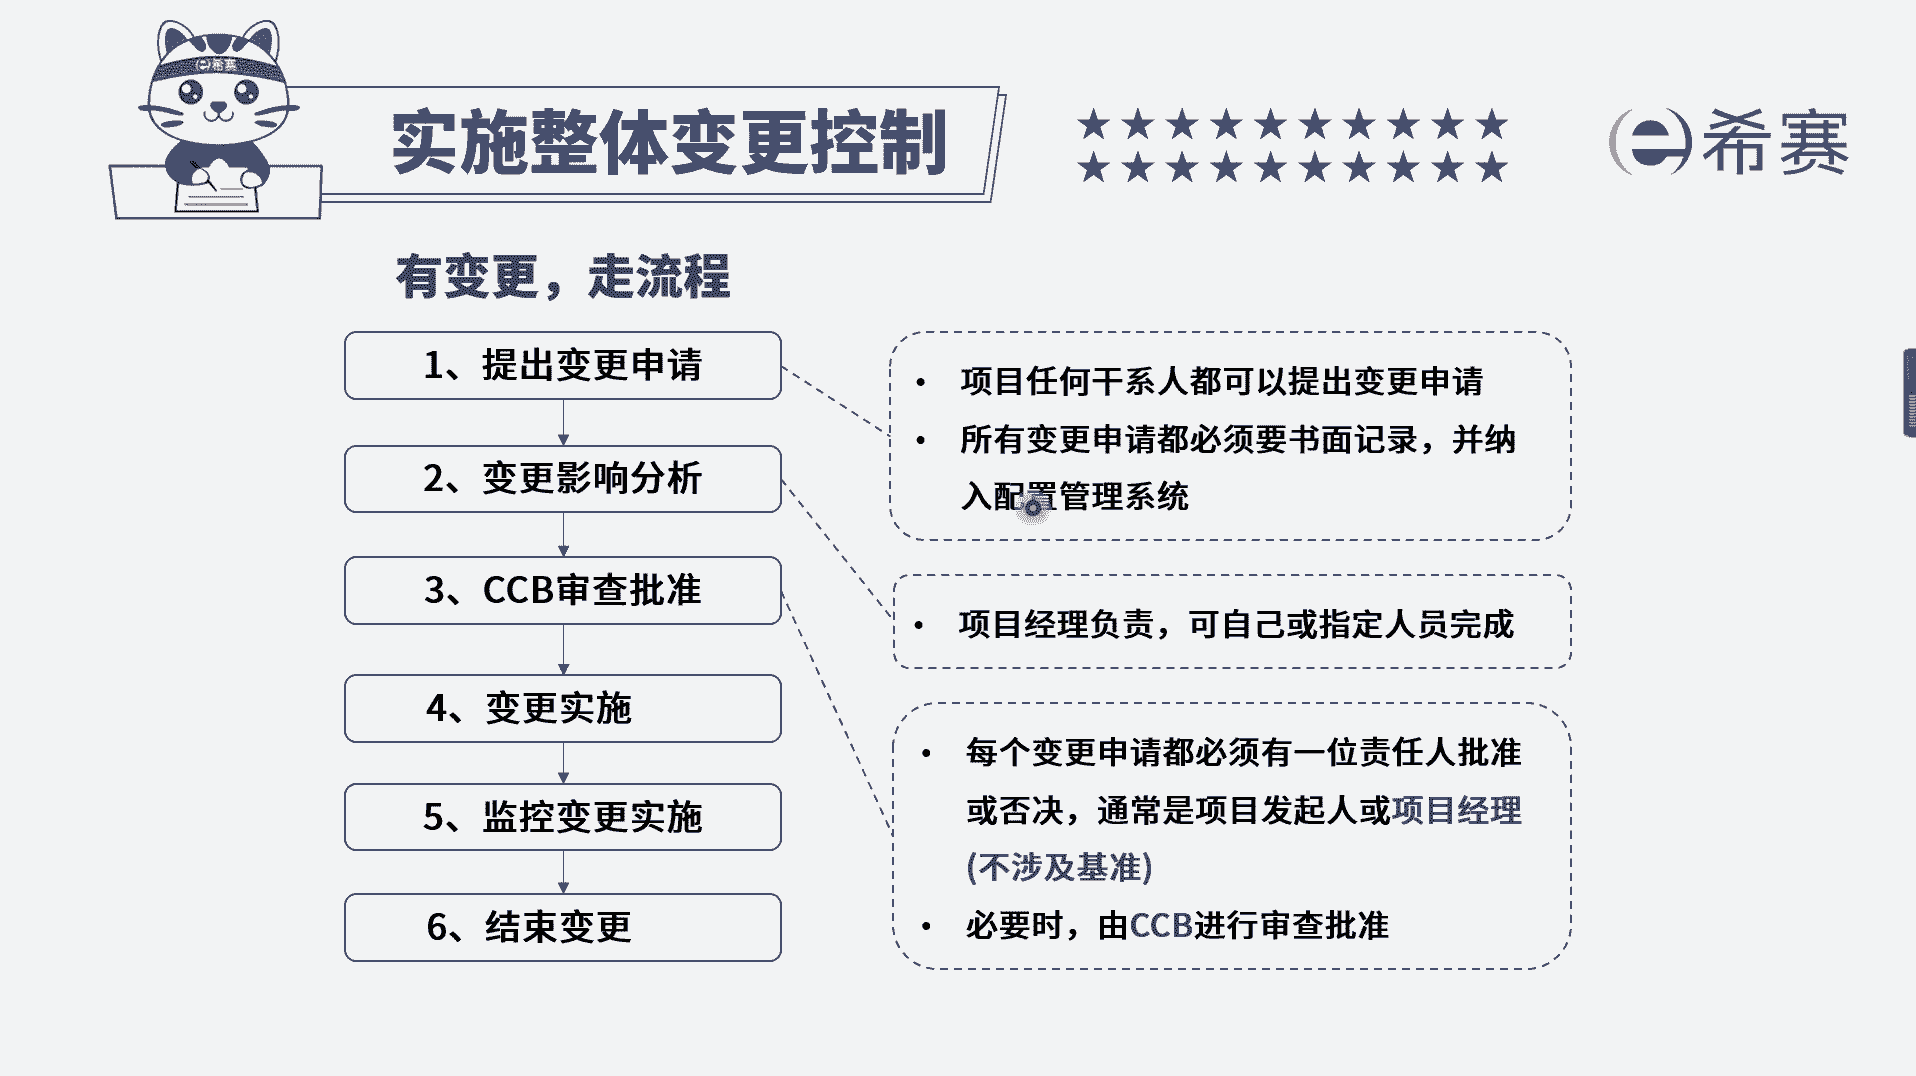 希赛
实施整体变更控制
希赛
有变更，走流程
1、提出变更申请
2、变更影响分析
3、CCB审查批准
4、变更实施
5、监控变更实施
6、结束变更
• 项目任何干系人都可以提出变更申请
• 所有变更申请都必须要书面记录，并纳
入配置管理系统
• 项目经理负责，可自己或指定人员完成
• 每个变更申请都必须有一位责任人批准
或否决，通常是项目发起人或项目经理
(不涉及基准)
• 必要时，由CCB进行审查批准